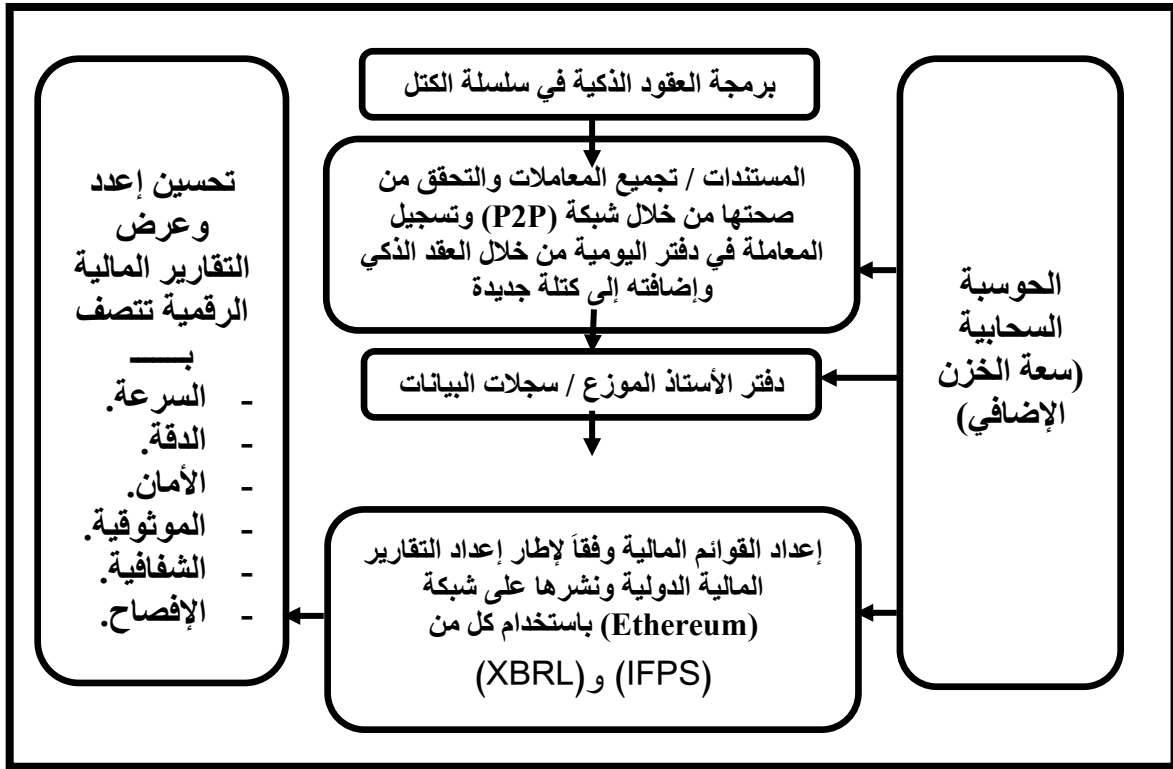 برمجة العقود الذكية في سلسلة الكتل
المستندات / تجميع المعاملات والتحقق من
صحتها من خلال شبكة (P2P) وتسجيل
المعاملة في دفتر اليومية من خلال العقد الذكي
وإضافته إلى كتلة جديدة
دفتر الأستاذ الموزع / سجلات البيانات
إعداد القوائم المالية وفقاً لإطار إعداد التقارير
المالية الدولية ونشرها على شبكة
(Ethereum) باستخدام كل من
(IFPS) و(XBRL)
الحوسبة
السحابية
(سعة الخزن
الإضافي)
تحسين إعدد
وعرض
التقارير المالية
الرقمية تتصف
بـــــ
- السرعة.
- الدقة.
- الأمان.
- الموثوقية.
- الشفافية.
- الإفصاح.